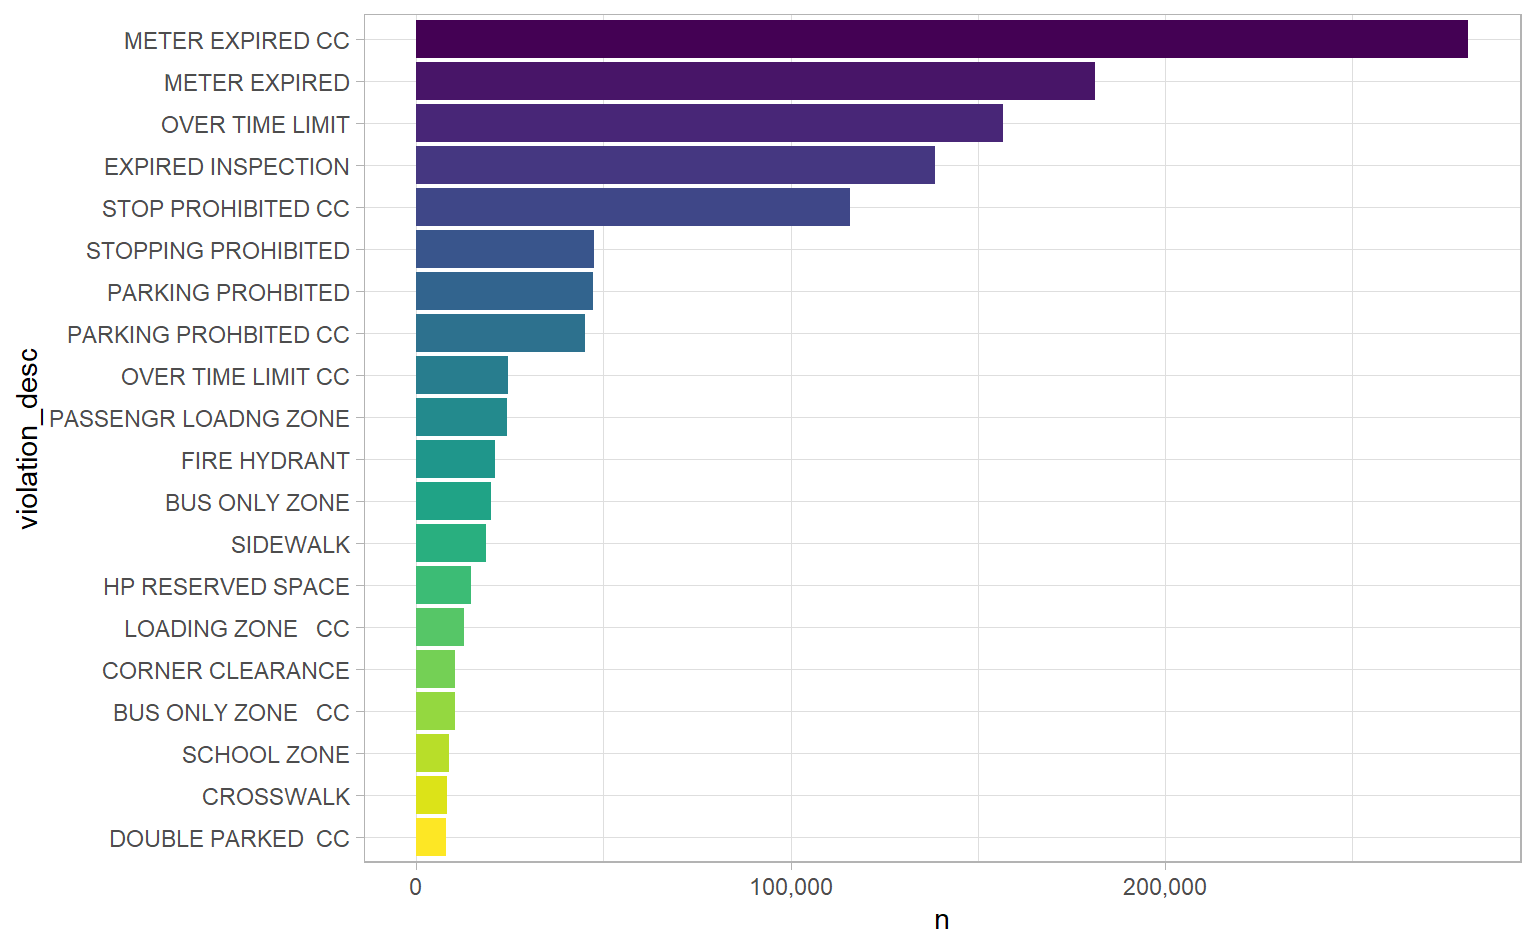 METER EXPIRED CC
METER EXPIRED
OVER TIME LIMIT
EXPIRED INSPECTION
STOP PROHIBITED CC
STOPPING PROHIBITED
PARKING PROHBITED
PARKING PROHBITED CC
OVER TIME LIMIT CC
PASSENGR LOADNG ZONE
FIRE HYDRANT
BUS ONLY ZONE
SIDEWALK
HP RESERVED SPACE
LOADING ZONE   CC
CORNER CLEARANCE
BUS ONLY ZONE   CC
SCHOOL ZONE
CROSSWALK
DOUBLE PARKED  CC
violation_desc
0 100,000 200,000
n